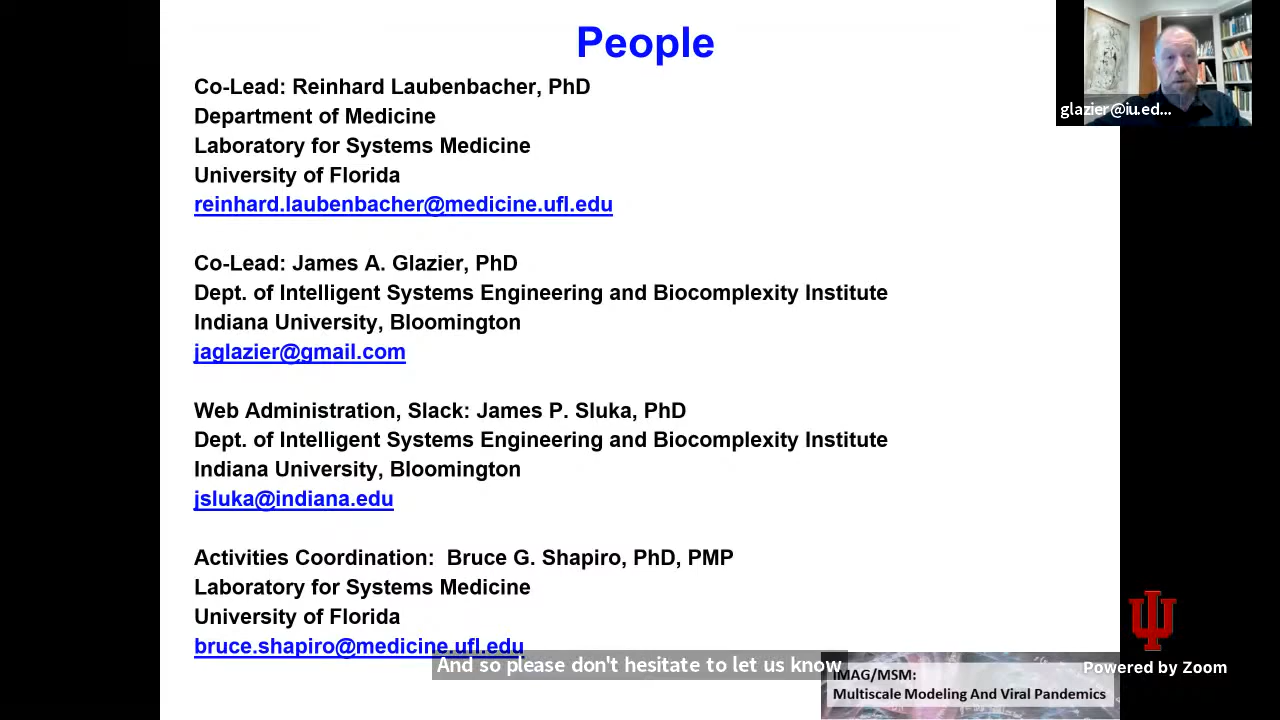 People
Co-Lead: Reinhard Laubenbacher, PhD
Department of Medicine
Laboratory for Systems Medicine
University of Florida
reinhard.laubenbacher@medicine.ufl.edu
Co-Lead: James A. Glazier, PhD
Dept. of Intelligent Systems Engineering and Biocomplexity Institute
Indiana University, Bloomington
jaglazier@gmail.com
Web Administration, Slack: James P. Sluka, PhD
Dept. of Intelligent Systems Engineering and Biocomplexity Institute
Indiana University, Bloomington
jsluka@indiana.edu
Activities Coordination: Bruce G. Shapiro, PhD, PMP
Laboratory for Systems Medicine
University of Florida
bruce.shapiro@medicine.ufl.edu
And so please don't hesitate to let us know
IMAG/MSM:
Multiscale Modeling And Viral Pandemics
glazier@iu.ed...
Powered by Zoom